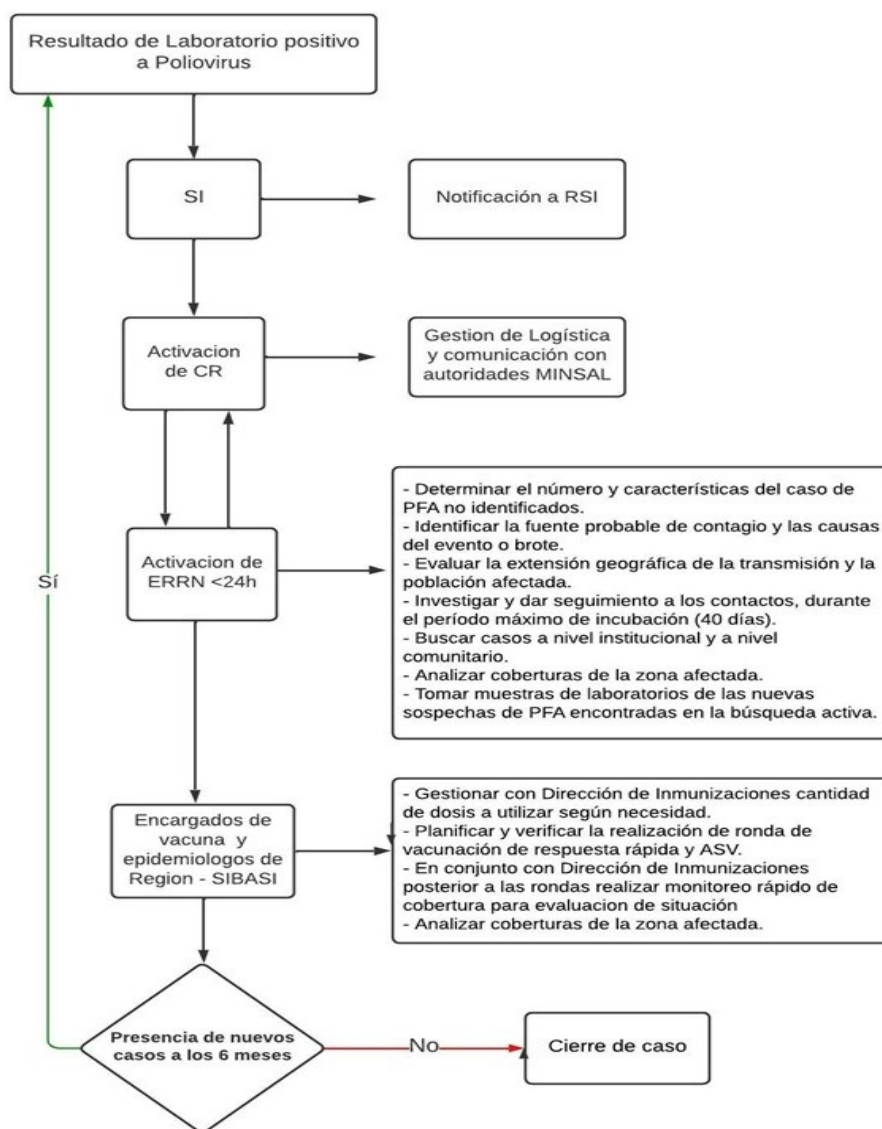 Resultado de Laboratorio positivo
a Poliovirus
SI
Notificación a RSI
Activacion
de CR
Gestion de Logística
y comunicación con
autoridades MINSAL
Activacion de
ERRN <24h
- Determinar el número y características del caso de
PFA no identificados.
- Identificar la fuente probable de contagio y las causas
del evento o brote.
- Evaluar la extensión geográfica de la transmisión y la
población afectada.
- Investigar y dar seguimiento a los contactos, durante
el período máximo de incubación (40 días).
- Buscar casos a nivel institucional y a nivel
comunitario.
- Analizar coberturas de la zona afectada.
- Tomar muestras de laboratorios de las nuevas
sospechas de PFA encontradas en la búsqueda activa.
Sí
Encargados de
vacuna y
epidemiologos de
Region - SIBASI
- Gestionar con Dirección de Inmunizaciones cantidad
de dosis a utilizar según necesidad.
- Planificar y verificar la realización de ronda de
vacunación de respuesta rápida y ASV.
- En conjunto con Dirección de Inmunizaciones
posterior a las rondas realizar monitoreo rápido de
cobertura para evaluacion de situación
- Analizar coberturas de la zona afectada.
Presencia de nuevos
casos a los 6 meses
No
Cierre de caso